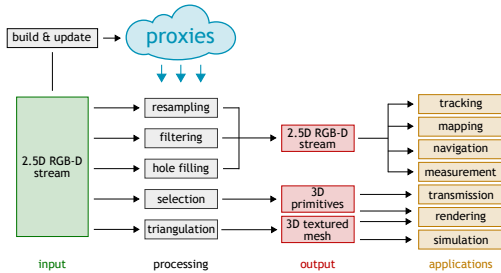 build & update
proxies
2.5D RGB-D
stream
resampling
filtering
hole filling
selection
triangulation
2.5D RGB-D
stream
3D
primitives
3D textured
mesh
tracking
mapping
navigation
measurement
transmission
rendering
simulation
input
processing
output
applications